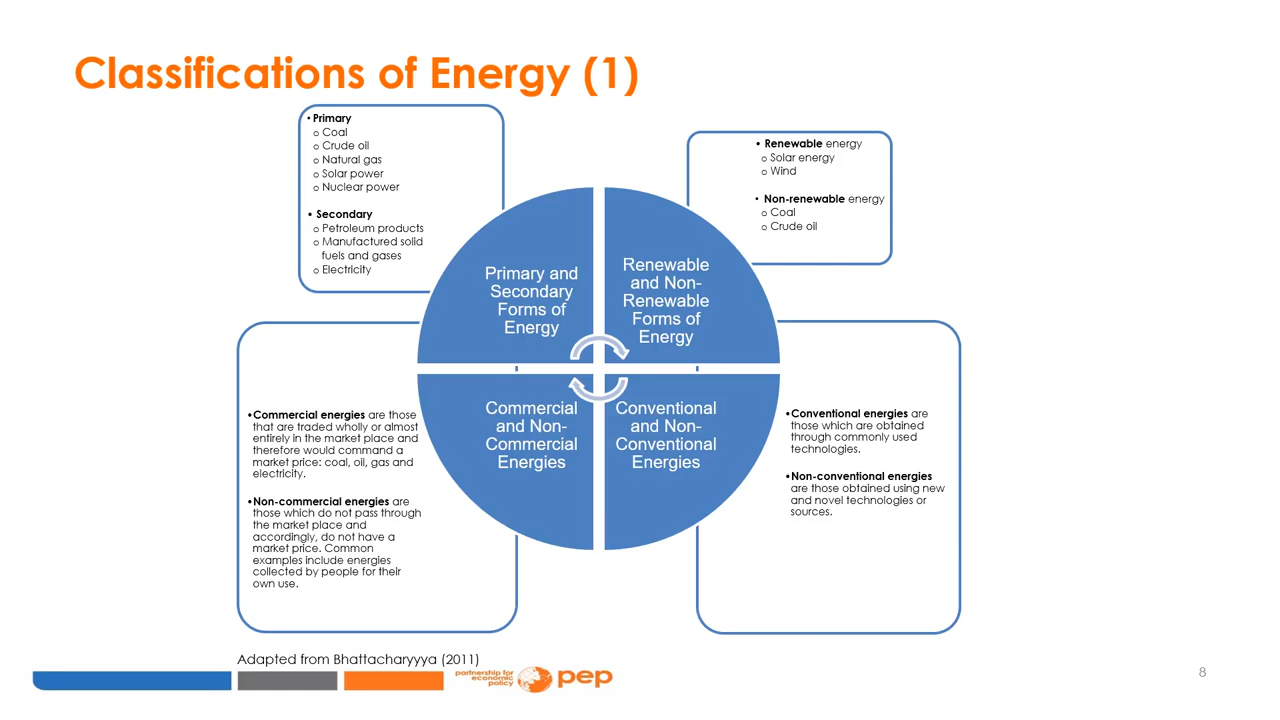 Classifications of Energy (1)
• Primary
o Coal
o Crude oil
o Natural gas
o Solar power
o Nuclear power
• Secondary
o Petroleum products
o Manufactured solid
fuels and gases
o Electricity
• Renewable energy
o Solar energy
o Wind
• Non-renewable energy
o Coal
o Crude oil
Primary and
Secondary
Forms of
Energy
Renewable
and Non-
Renewable
Forms of
Energy
Commercial
and Non-
Commercial
Energies
Conventional
and Non-
Conventional
Energies
•Commercial energies are those
that are traded wholly or almost
entirely in the market place and
therefore would command a
market price: coal, oil, gas and
electricity.
•Non-commercial energies are
those which do not pass through
the market place and
accordingly, do not have a
market price. Common
examples include energies
collected by people for their
own use.
•Conventional energies are
those which are obtained
through commonly used
technologies.
•Non-conventional energies
are those obtained using new
and novel technologies or
sources.
Adapted from Bhattacharyyya (2011)
partnership for
economic
policy
pep
8